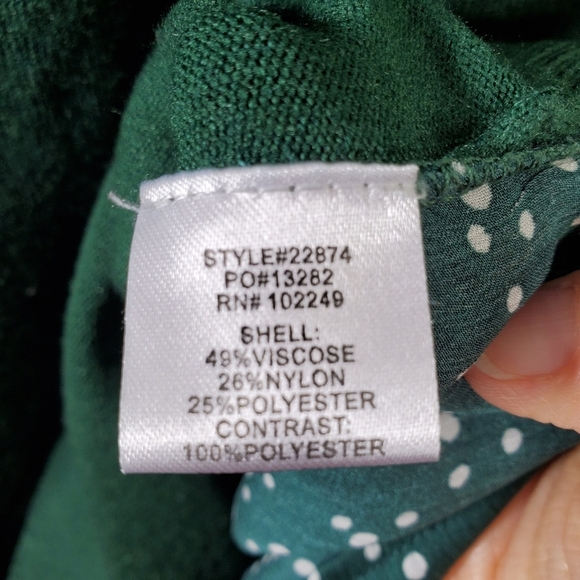 STYLE#22874
PO#13282
RN# 102249
SHELL:
49%VISCOSE
26%NYLON
25%POLYESTER
CONTRAST:
100%POLYESTER